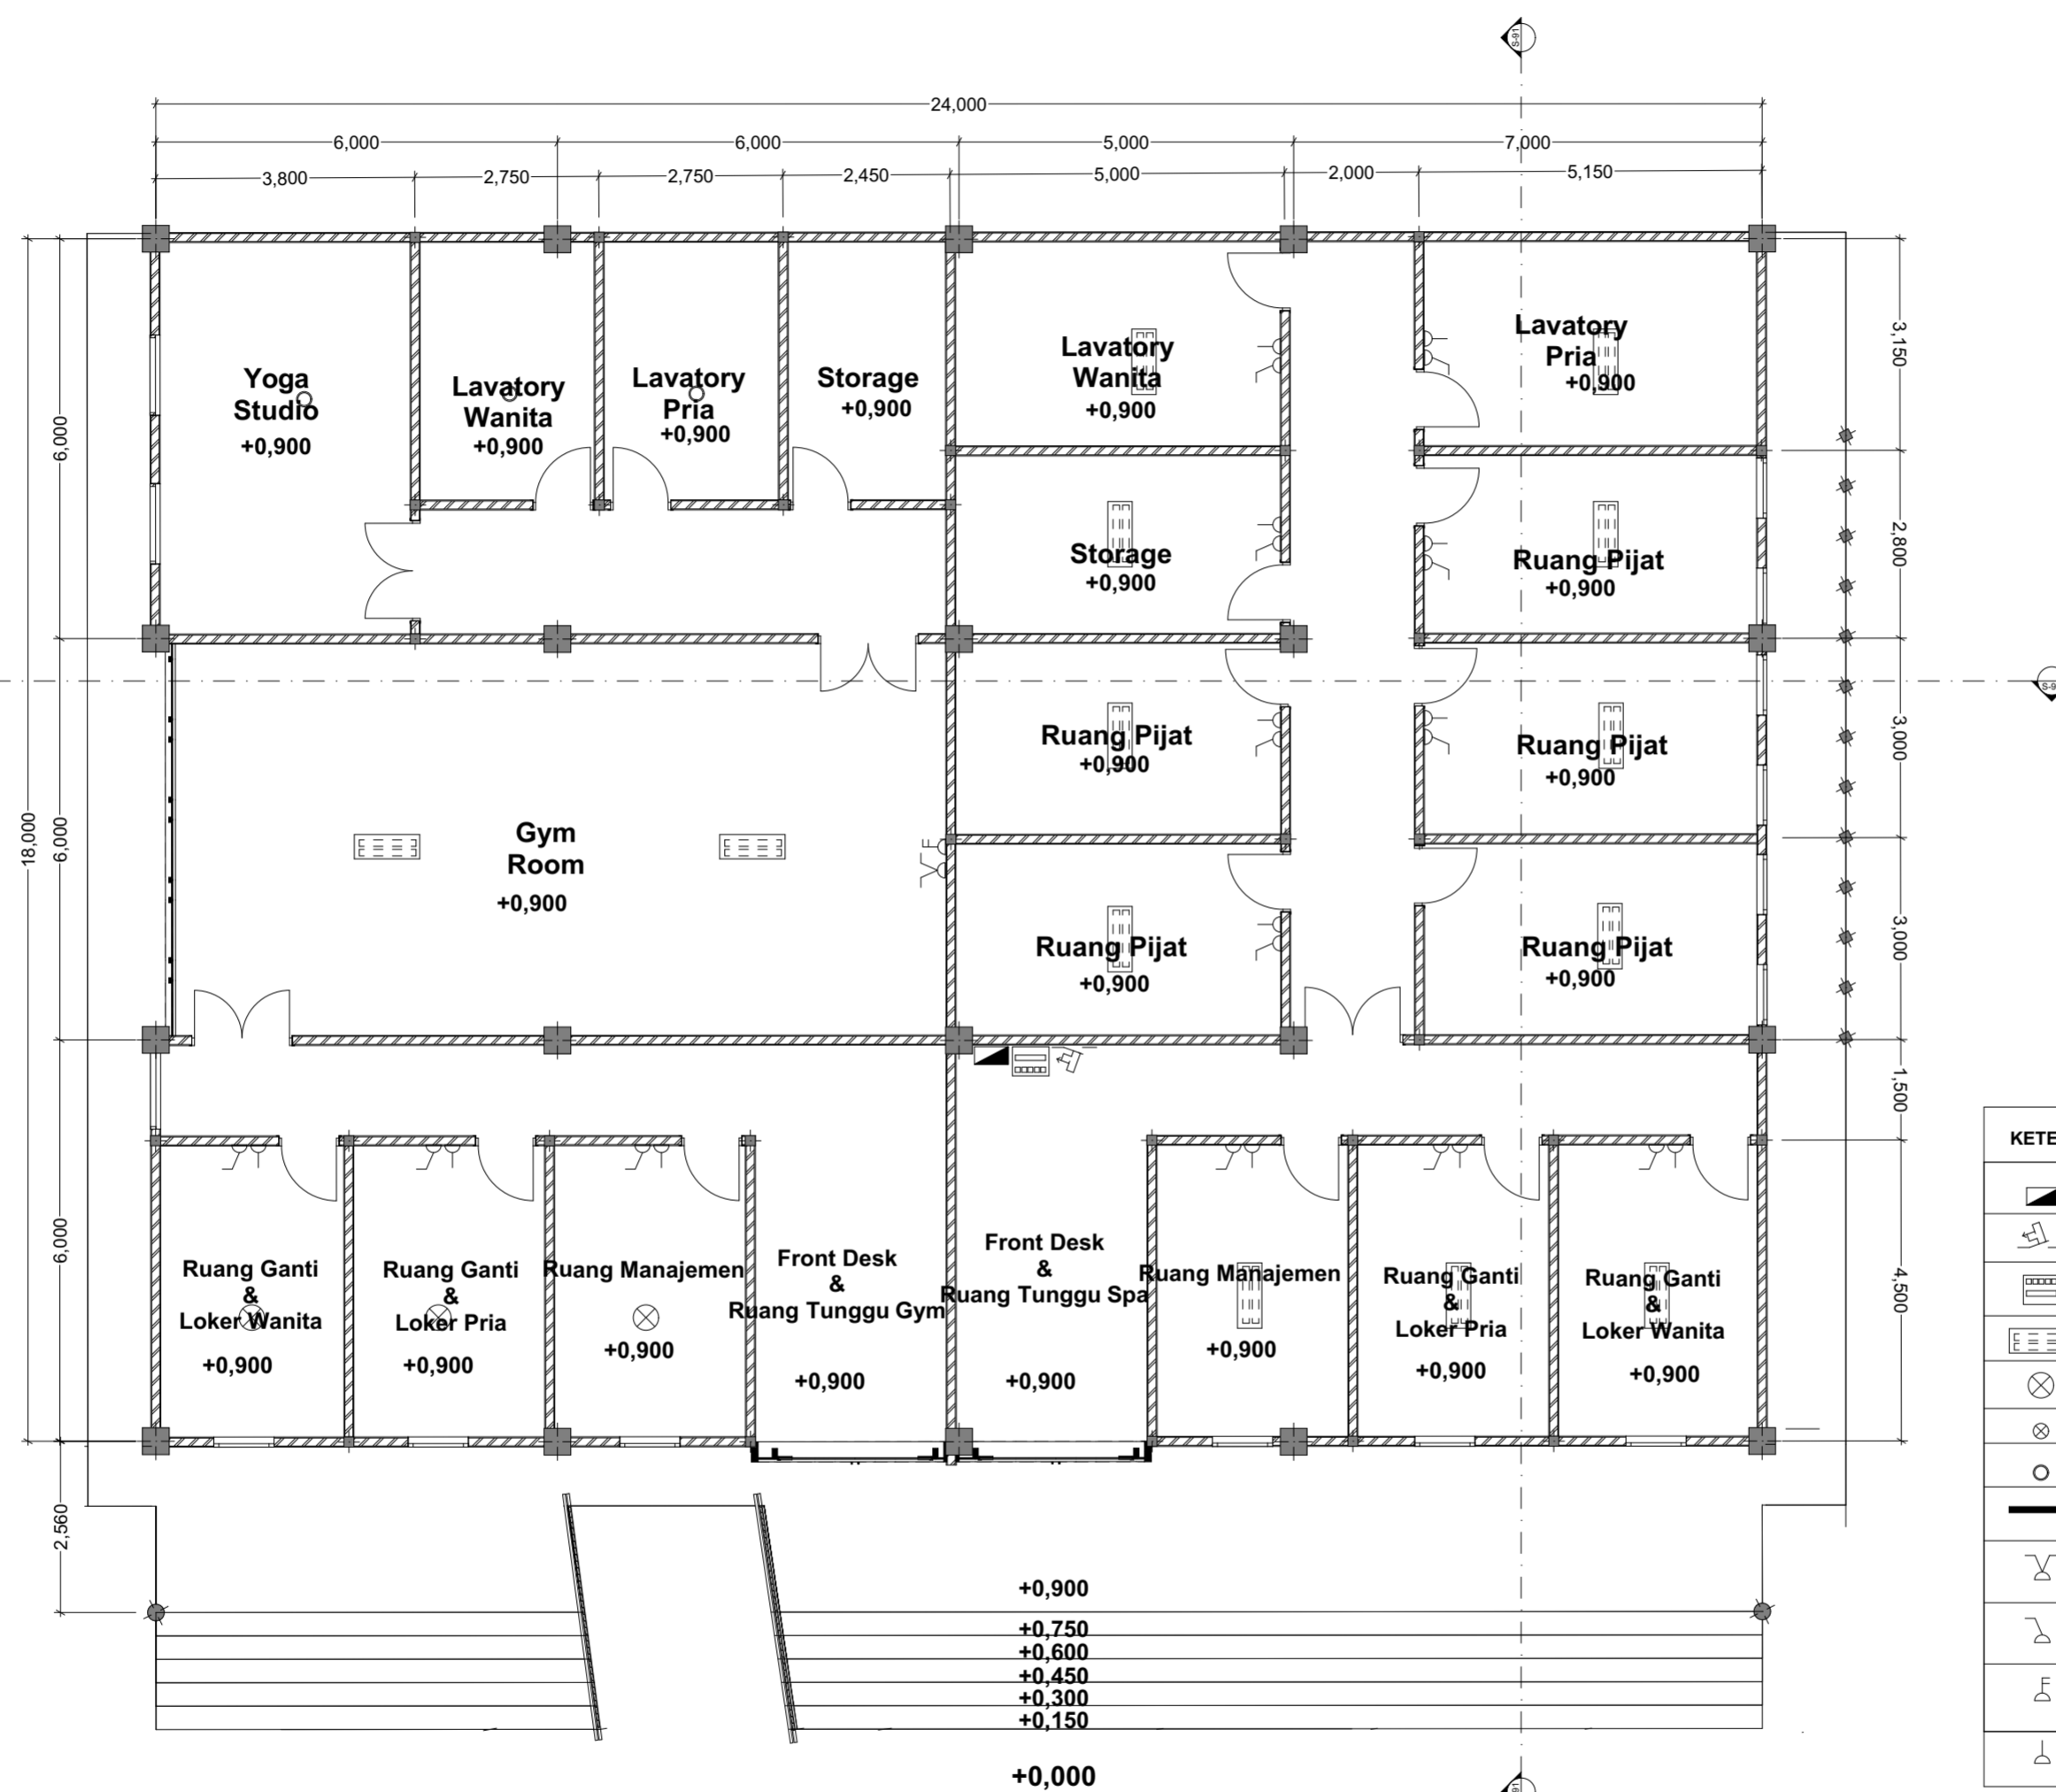 S-91
24,000
6,000 6,000 5,000 7,000
3,800 2,750 2,750 2,450 5,000 2,000 5,150
18,000
6,000
6,000
6,000
2,560
3,150
2,800
3,000
3,000
1,500
4,500
Yoga
Studio
+0,900
Lavatory
Wanita
+0,900
Lavatory
Pria
+0,900
Storage
+0,900
Lavatory
Wanita
+0,900
Lavatory
Pria
+0,900
Storage
+0,900
Ruang Pijat
+0,900
Ruang Pijat
+0,900
Ruang Pijat
+0,900
Gym
Room
+0,900
Ruang Pijat
+0,900
Ruang Pijat
+0,900
Ruang Ganti
&
Loker Wanita
+0,900
Ruang Ganti
&
Loker Pria
+0,900
Ruang Manajemen
+0,900
Front Desk
&
Ruang Tunggu Gym
+0,900
Front Desk
&
Ruang Tunggu Spa
+0,900
Ruang Manajemen
+0,900
Ruang Ganti
&
Loker Pria
+0,900
Ruang Ganti
&
Loker Wanita
+0,900
KETE
+0,900
+0,750
+0,600
+0,450
+0,300
+0,150
+0,000